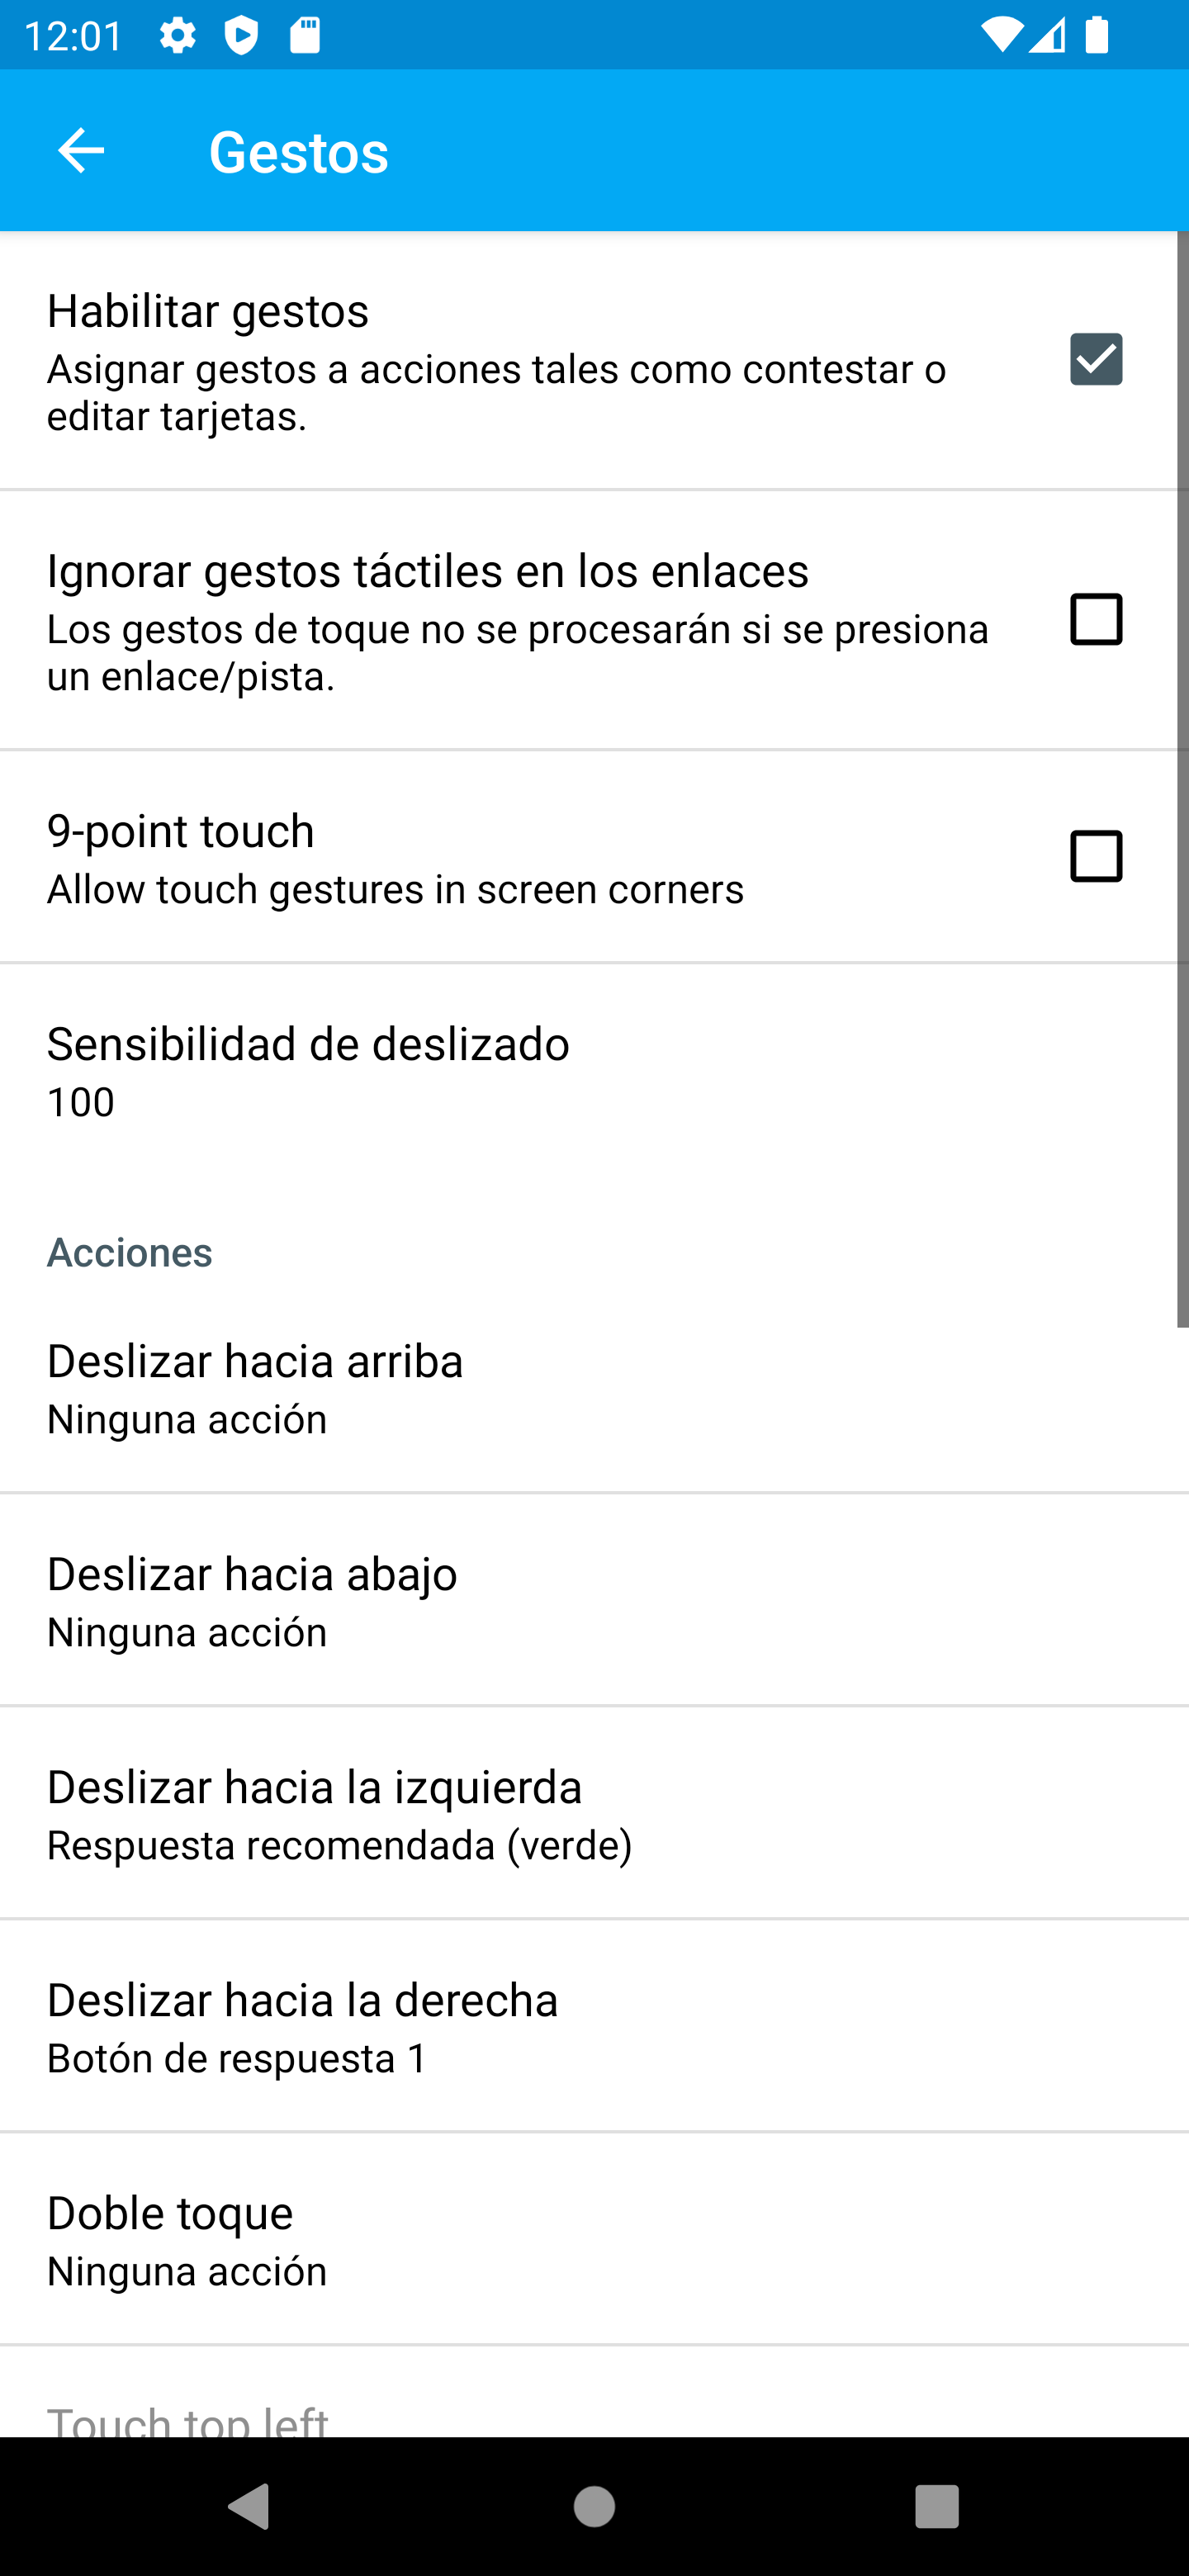 12:01
Gestos
Habilitar gestos
Asignar gestos a acciones tales como contestar o
editar tarjetas.
Ignorar gestos táctiles en los enlaces
Los gestos de toque no se procesarán si se presiona
un enlace/pista.
9-point touch
Allow touch gestures in screen corners
Sensibilidad de deslizado
100
Acciones
Deslizar hacia arriba
Ninguna acción
Deslizar hacia abajo
Ninguna acción
Deslizar hacia la izquierda
Respuesta recomendada (verde)
Deslizar hacia la derecha
Botón de respuesta 1
Doble toque
Ninguna acción
Touch top left